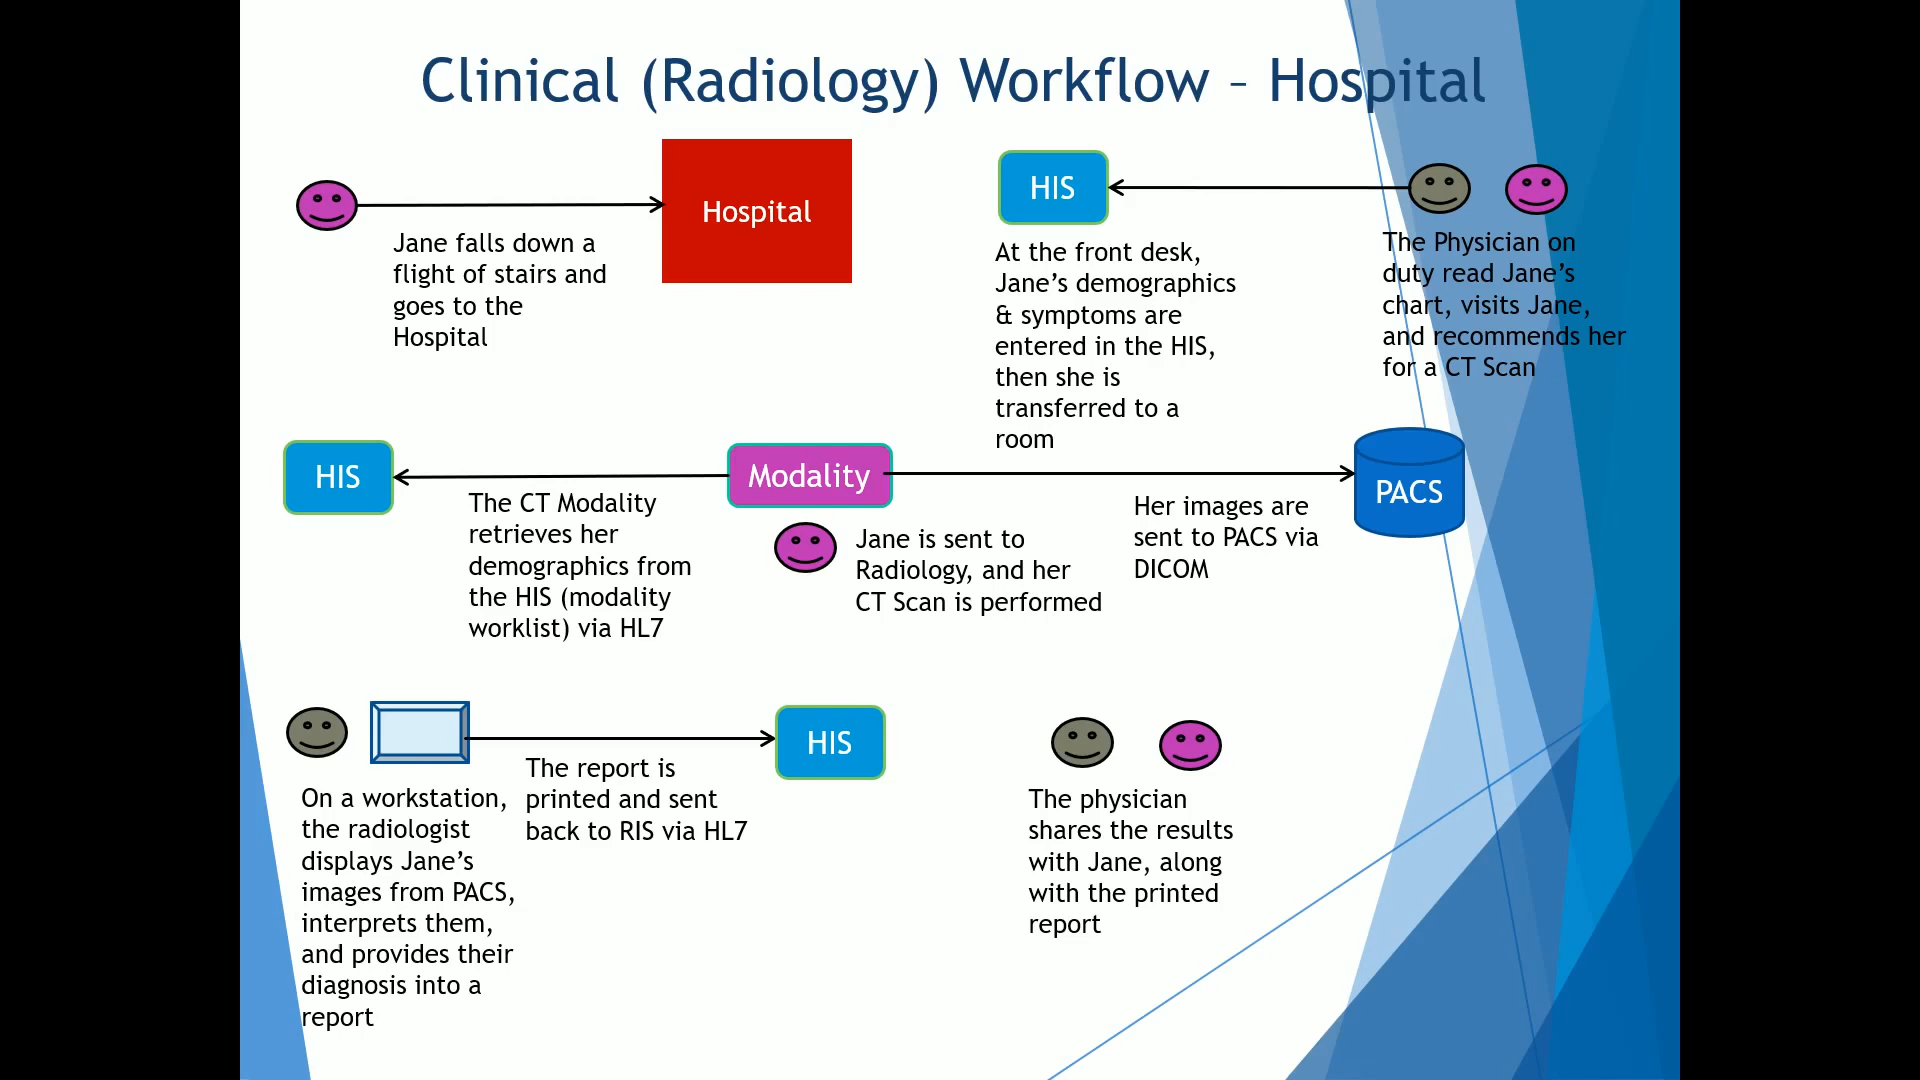 Clinical (Radiology) Workflow – Hospital
Hospital
Jane falls down a
flight of stairs and
goes to the
Hospital
HIS
At the front desk,
Jane’s demographics
& symptoms are
entered in the HIS,
then she is
transferred to a
room
The Physician on
duty read Jane’s
chart, visits Jane,
and recommends her
for a CT Scan
HIS
The CT Modality
retrieves her
demographics from
the HIS (modality
worklist) via HL7
Modality
Jane is sent to
Radiology, and her
CT Scan is performed
Her images are
sent to PACS via
DICOM
PACS
On a workstation,
the radiologist
displays Jane’s
images from PACS,
interprets them,
and provides their
diagnosis into a
report
The report is
printed and sent
back to RIS via HL7
HIS
The physician
shares the results
with Jane, along
with the printed
report